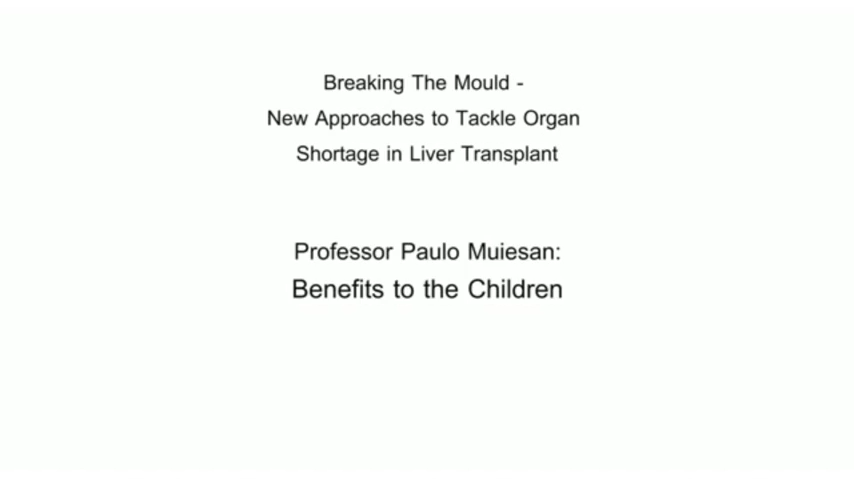 Breaking The Mould -
New Approaches to Tackle Organ
Shortage in Liver Transplant
Professor Paulo Muiesan:
Benefits to the Children